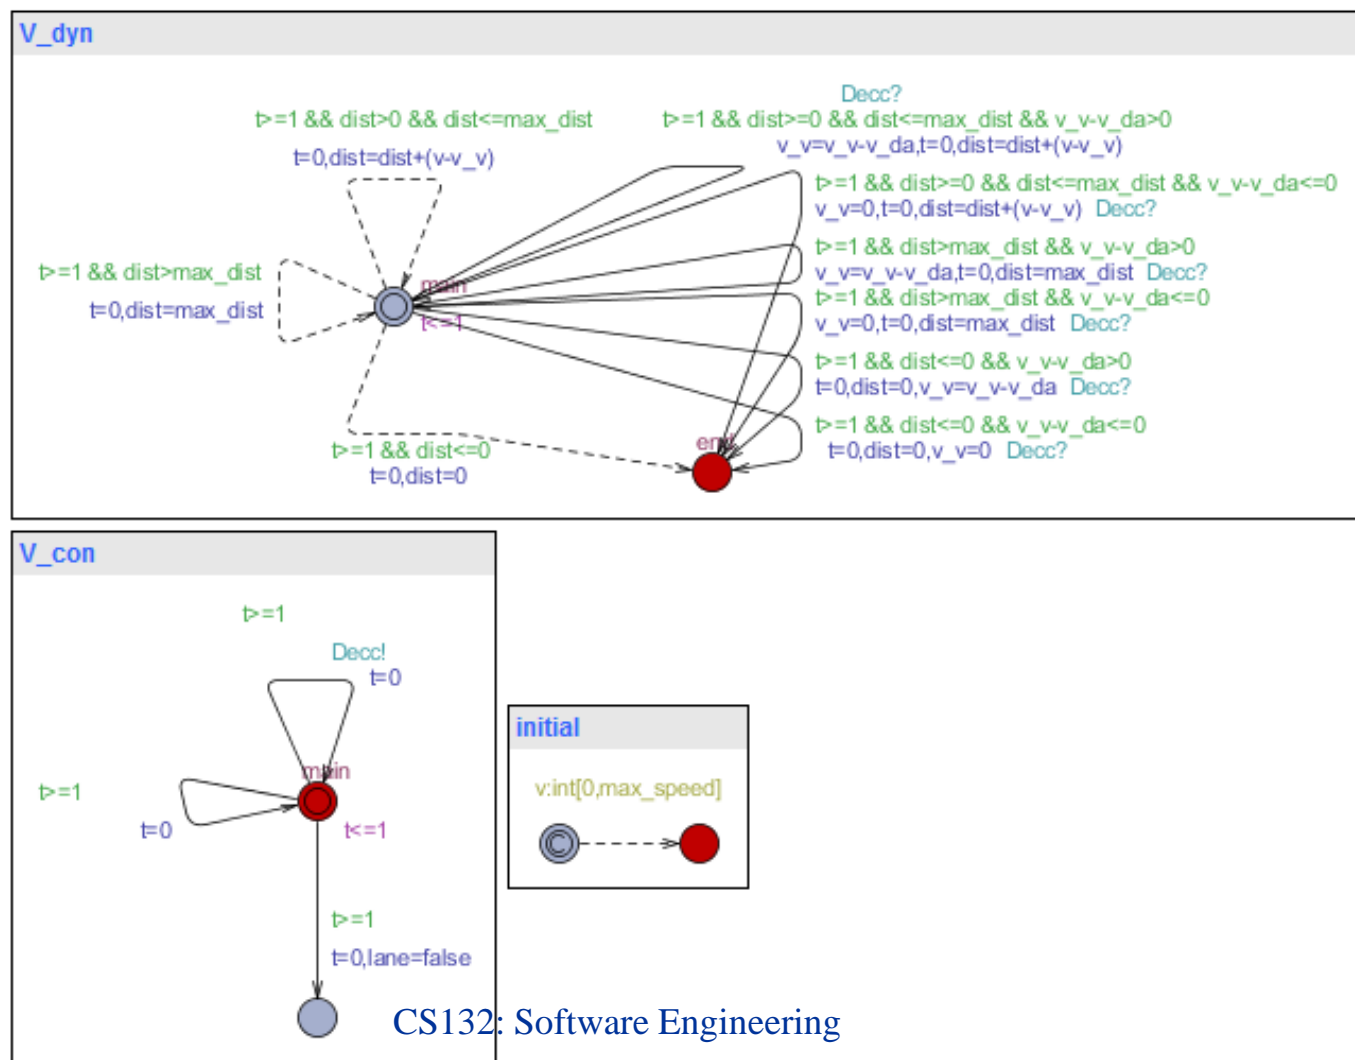 V_dyn
Decc?
t>=1 && dist>0 && dist<=max_dist
t=0,dist=dist+(v-v_v)
t>=1 && dist>=0 && dist<=max_dist && v_v-v_da>0
v_v=v_v-v_da,t=0,dist=dist+(v-v_v)
t>=1 && dist>=0 && dist<=max_dist && v_v-v_da<=0
v_v=0,t=0,dist=dist+(v-v_v) Decc?
t>=1 && dist>max_dist
t=0,dist=max_dist
main
t<=1
t>=1 && dist>max_dist && v_v-v_da>0
v_v=v_v-v_da,t=0,dist=max_dist Decc?
t>=1 && dist>max_dist && v_v-v_da<=0
v_v=0,t=0,dist=max_dist Decc?
t>=1 && dist<=0 && v_v-v_da>0
t=0,dist=0,v_v=v_v-v_da Decc?
t>=1 && dist<=0 && v_v-v_da<=0
t=0,dist=0,v_v=0 Decc?
t>=1 && dist<=0
t=0,dist=0
end
V_con
t>=1
Decc!
t=0
main
t>=1
t=0
t<=1
t>=1
t=0,lane=false
initial
v:int[0,max_speed]
C
CS132: Software Engineering